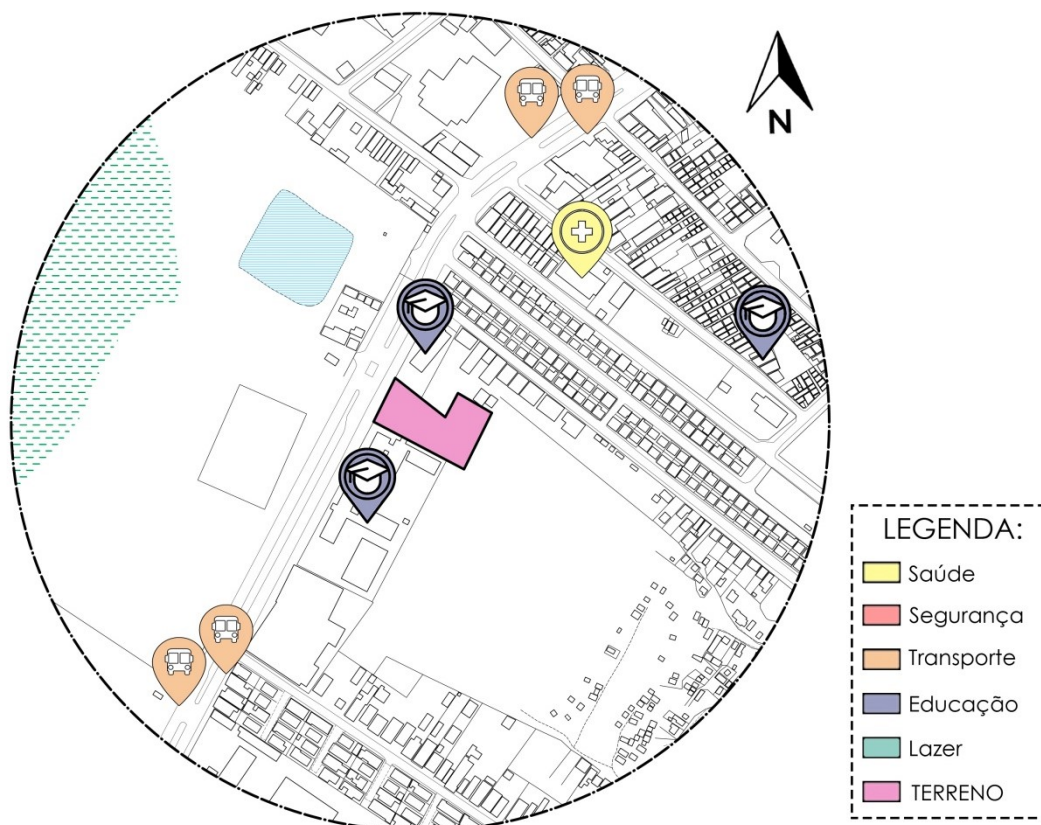 N
LEGENDA:
Saúde
Segurança
Transporte
Educação
Lazer
TERRENO